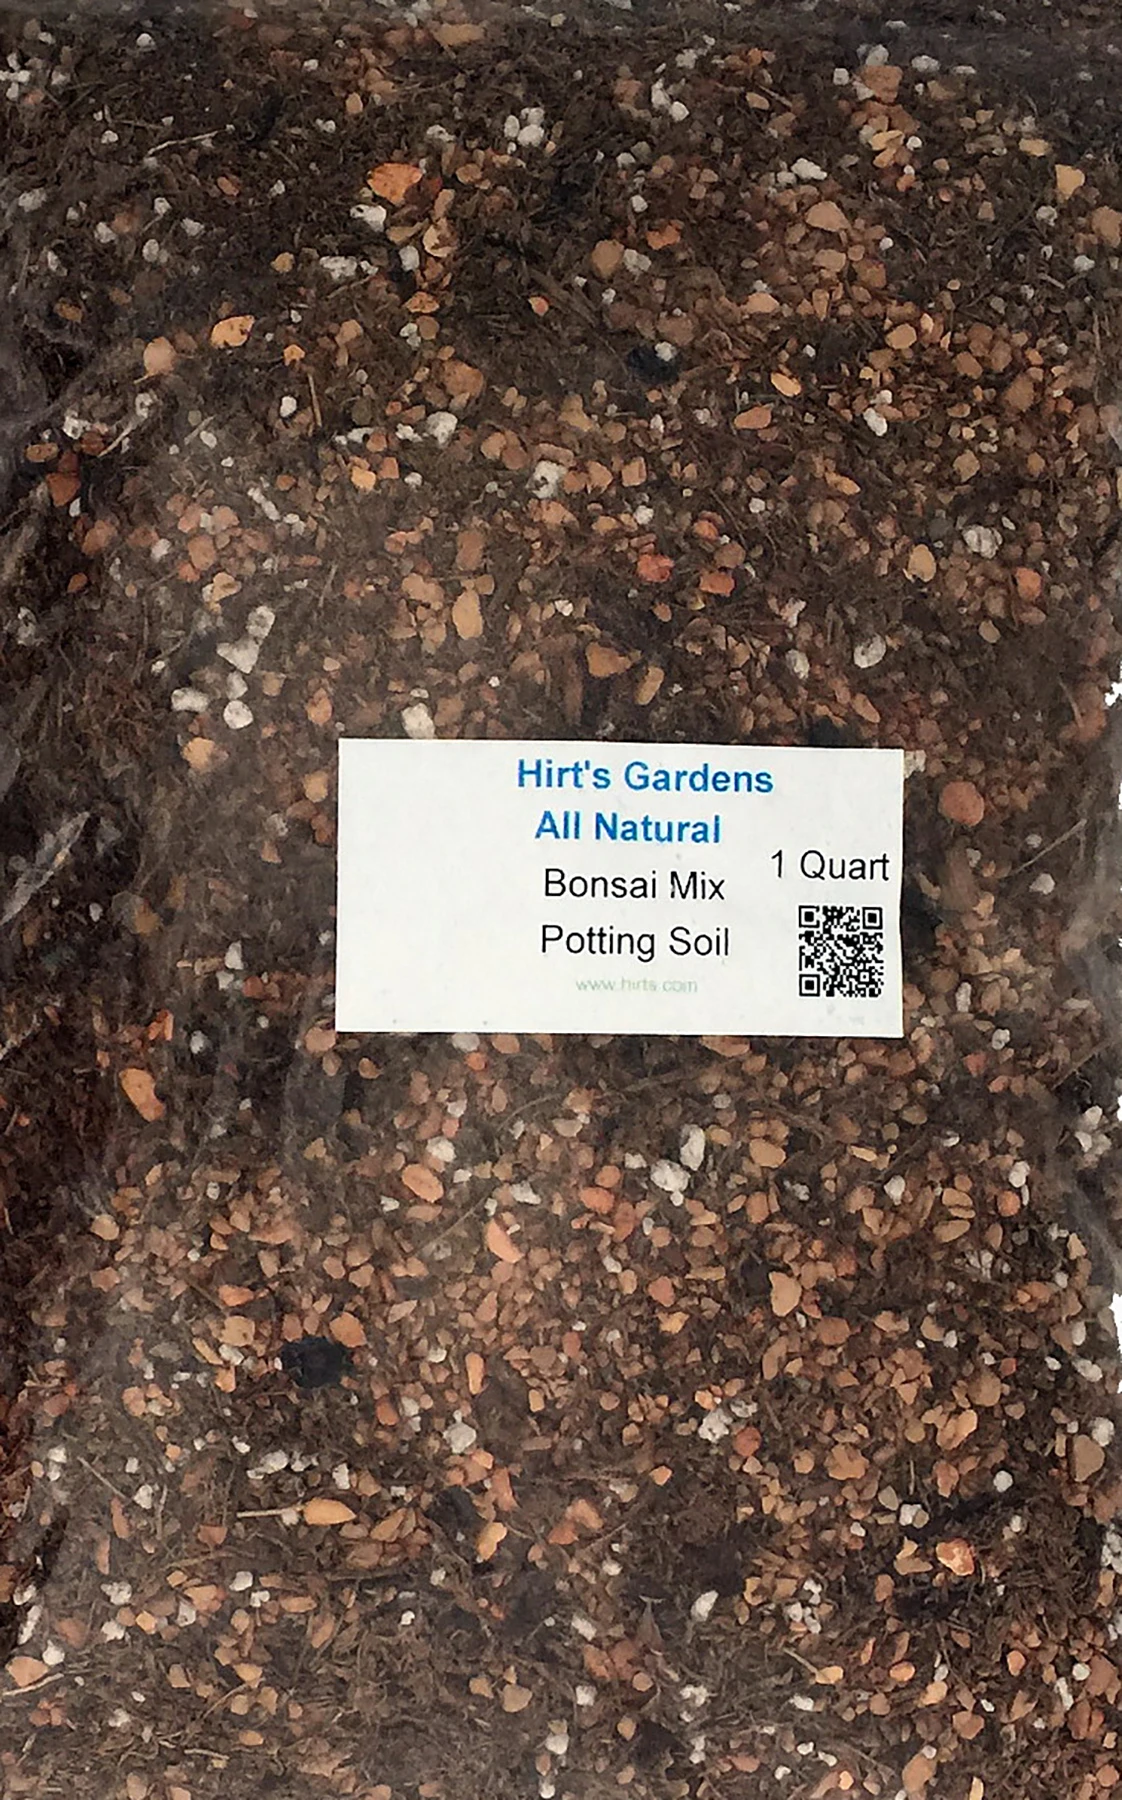 Hirt's Gardens
All Natural
1 Quart
Bonsai Mix
Potting Soil
www.hirts.com